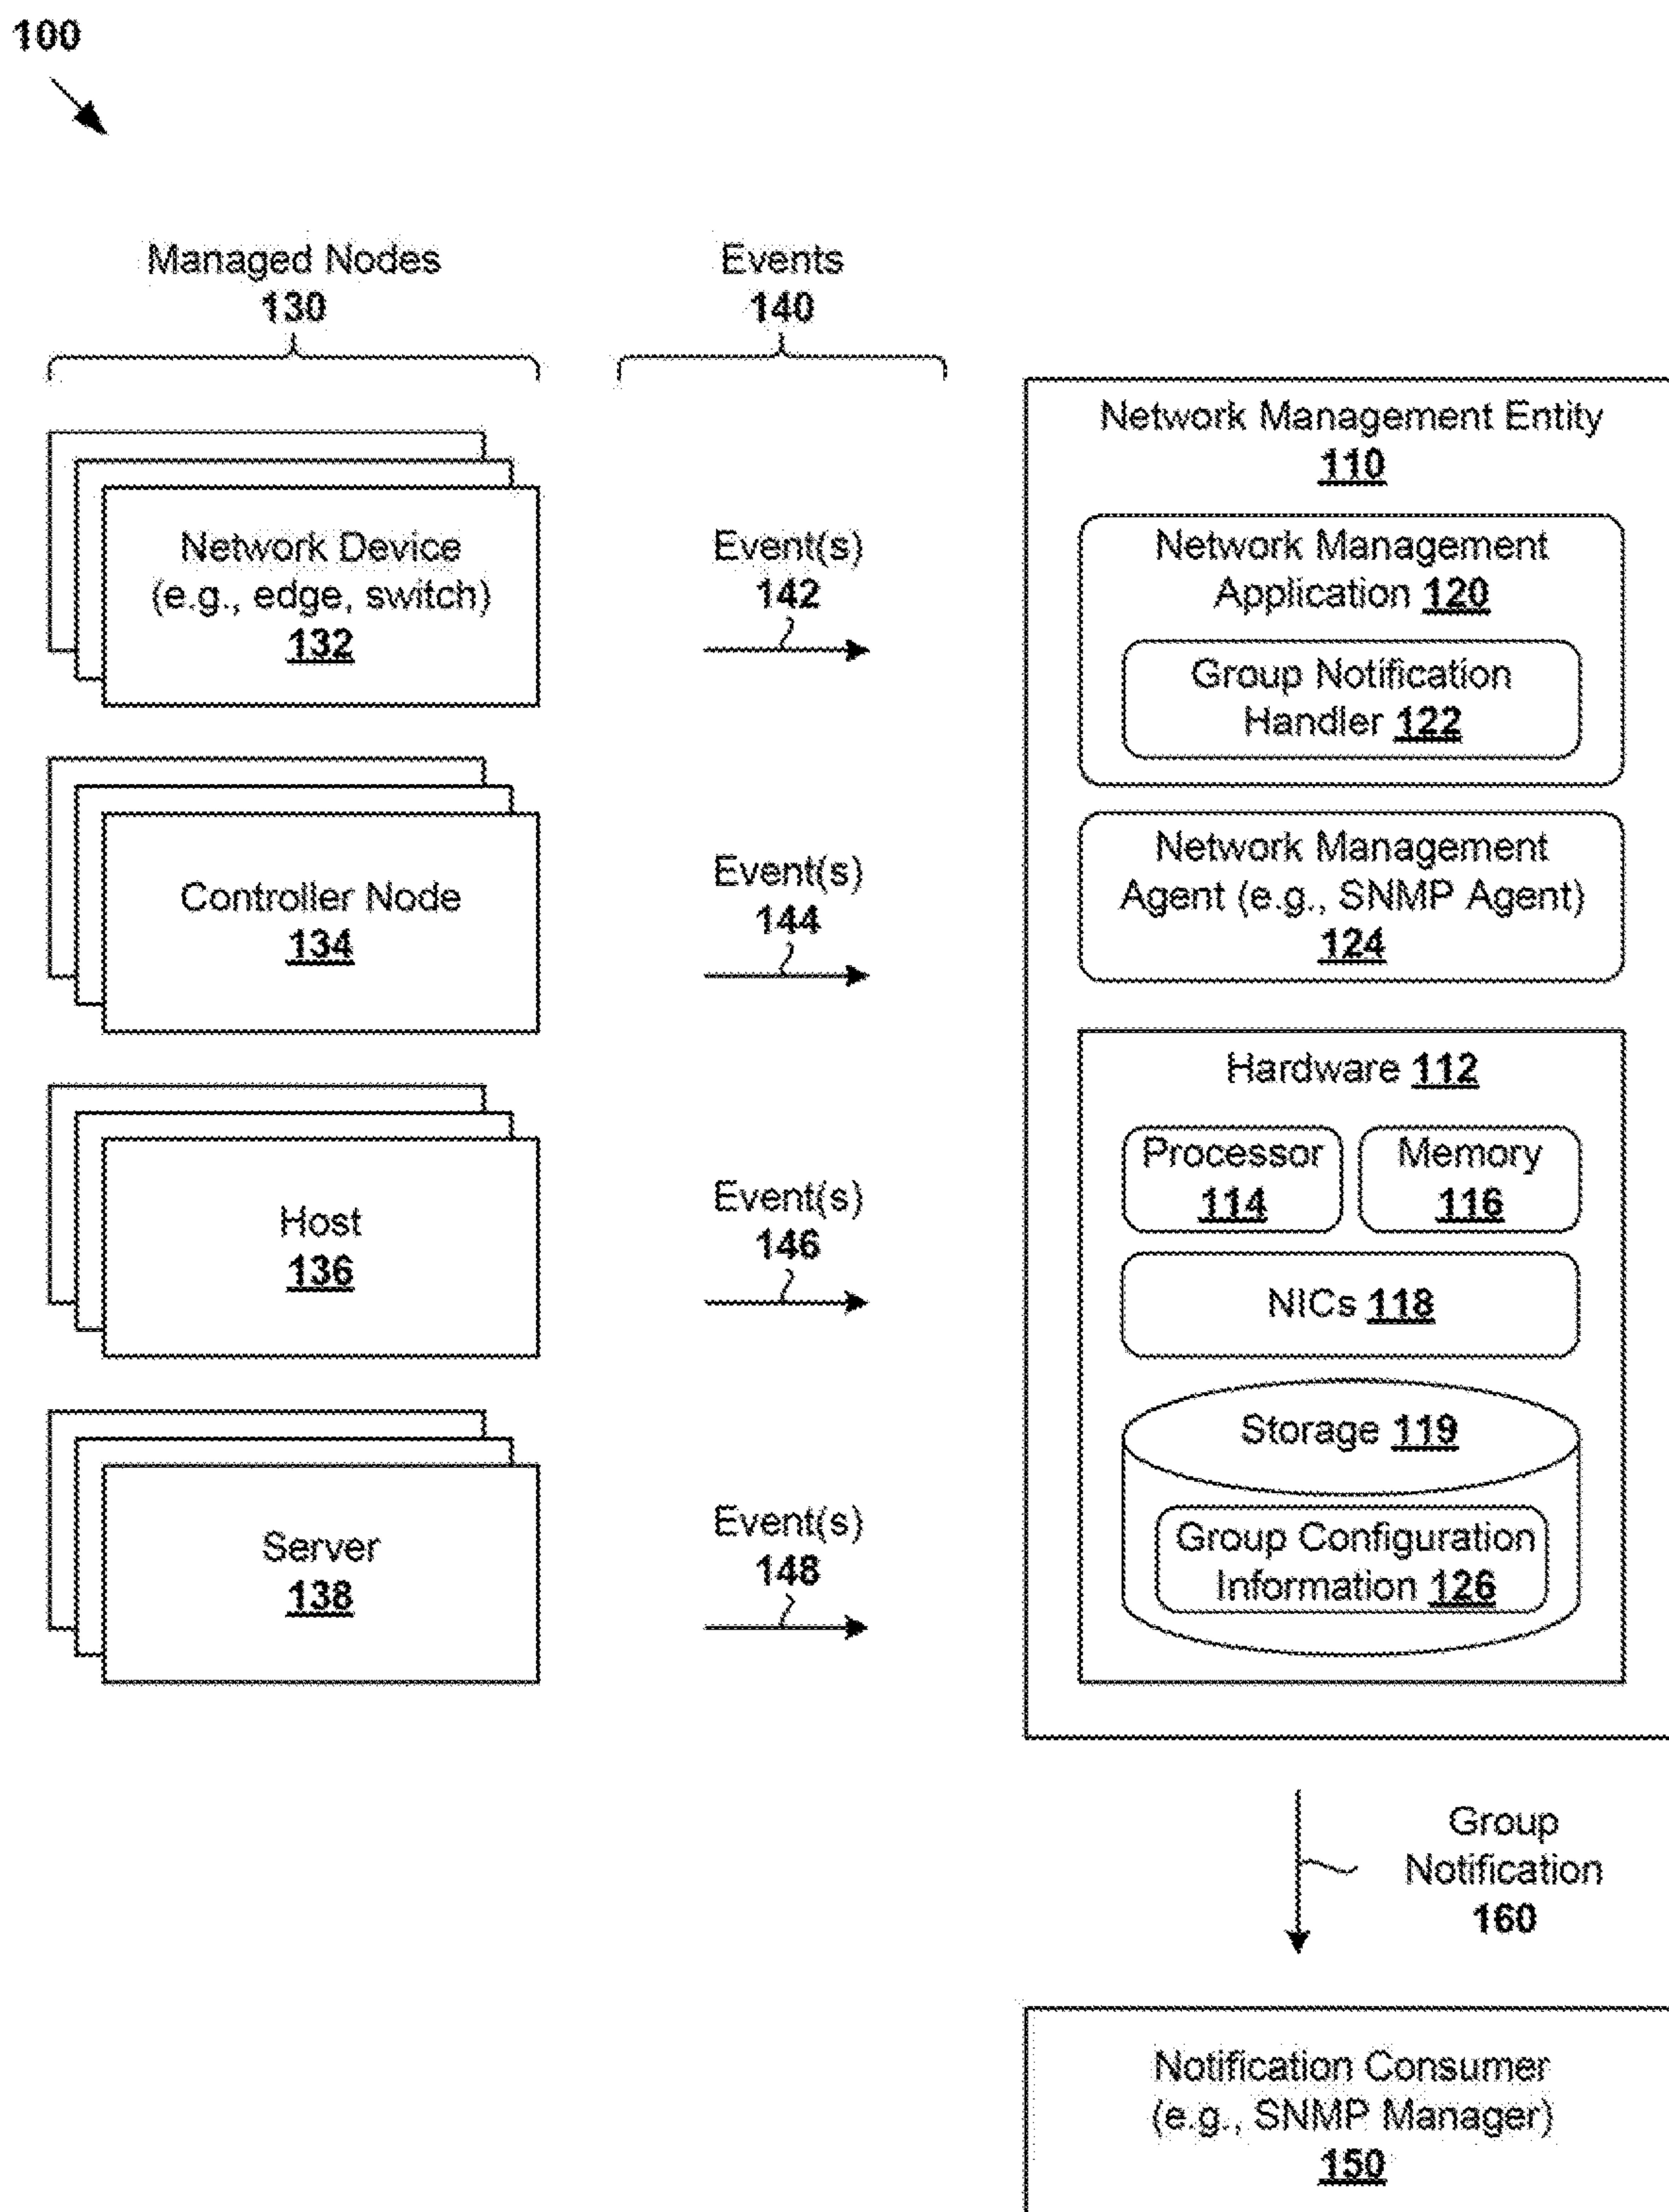 100
Managed Nodes
130
Events
140
Network Device
(e.g., edge, switch)
132
Event(s)
142
Controller Node
134
Event(s)
144
Host
136
Event(s)
146
Server
138
Event(s)
148
Network Management Entity
110
Network Management
Application 120
Group Notification
Handler 122
Network Management
Agent (e.g., SNMP Agent)
124
Hardware 112
Processor
114
Memory
116
NICs 118
Storage 119
Group Configuration
Information 126
Group
Notification
160
Notification Consumer
(e.g., SNMP Manager)
150